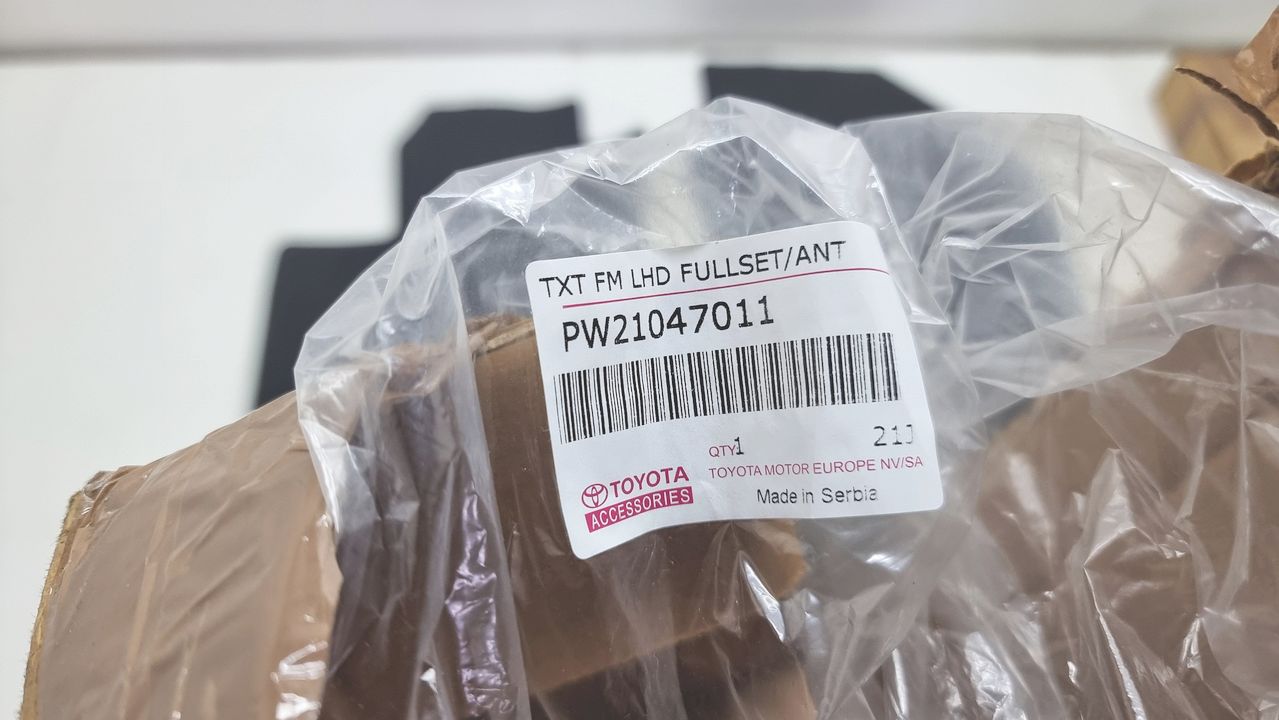 TXT FM LHD FULLSET/ANT
PW21047011
QTY1
21J
TOYOTA MOTOR EUROPE NV/SA
TOYOTA
ACCESSORIES
Made in Serbia